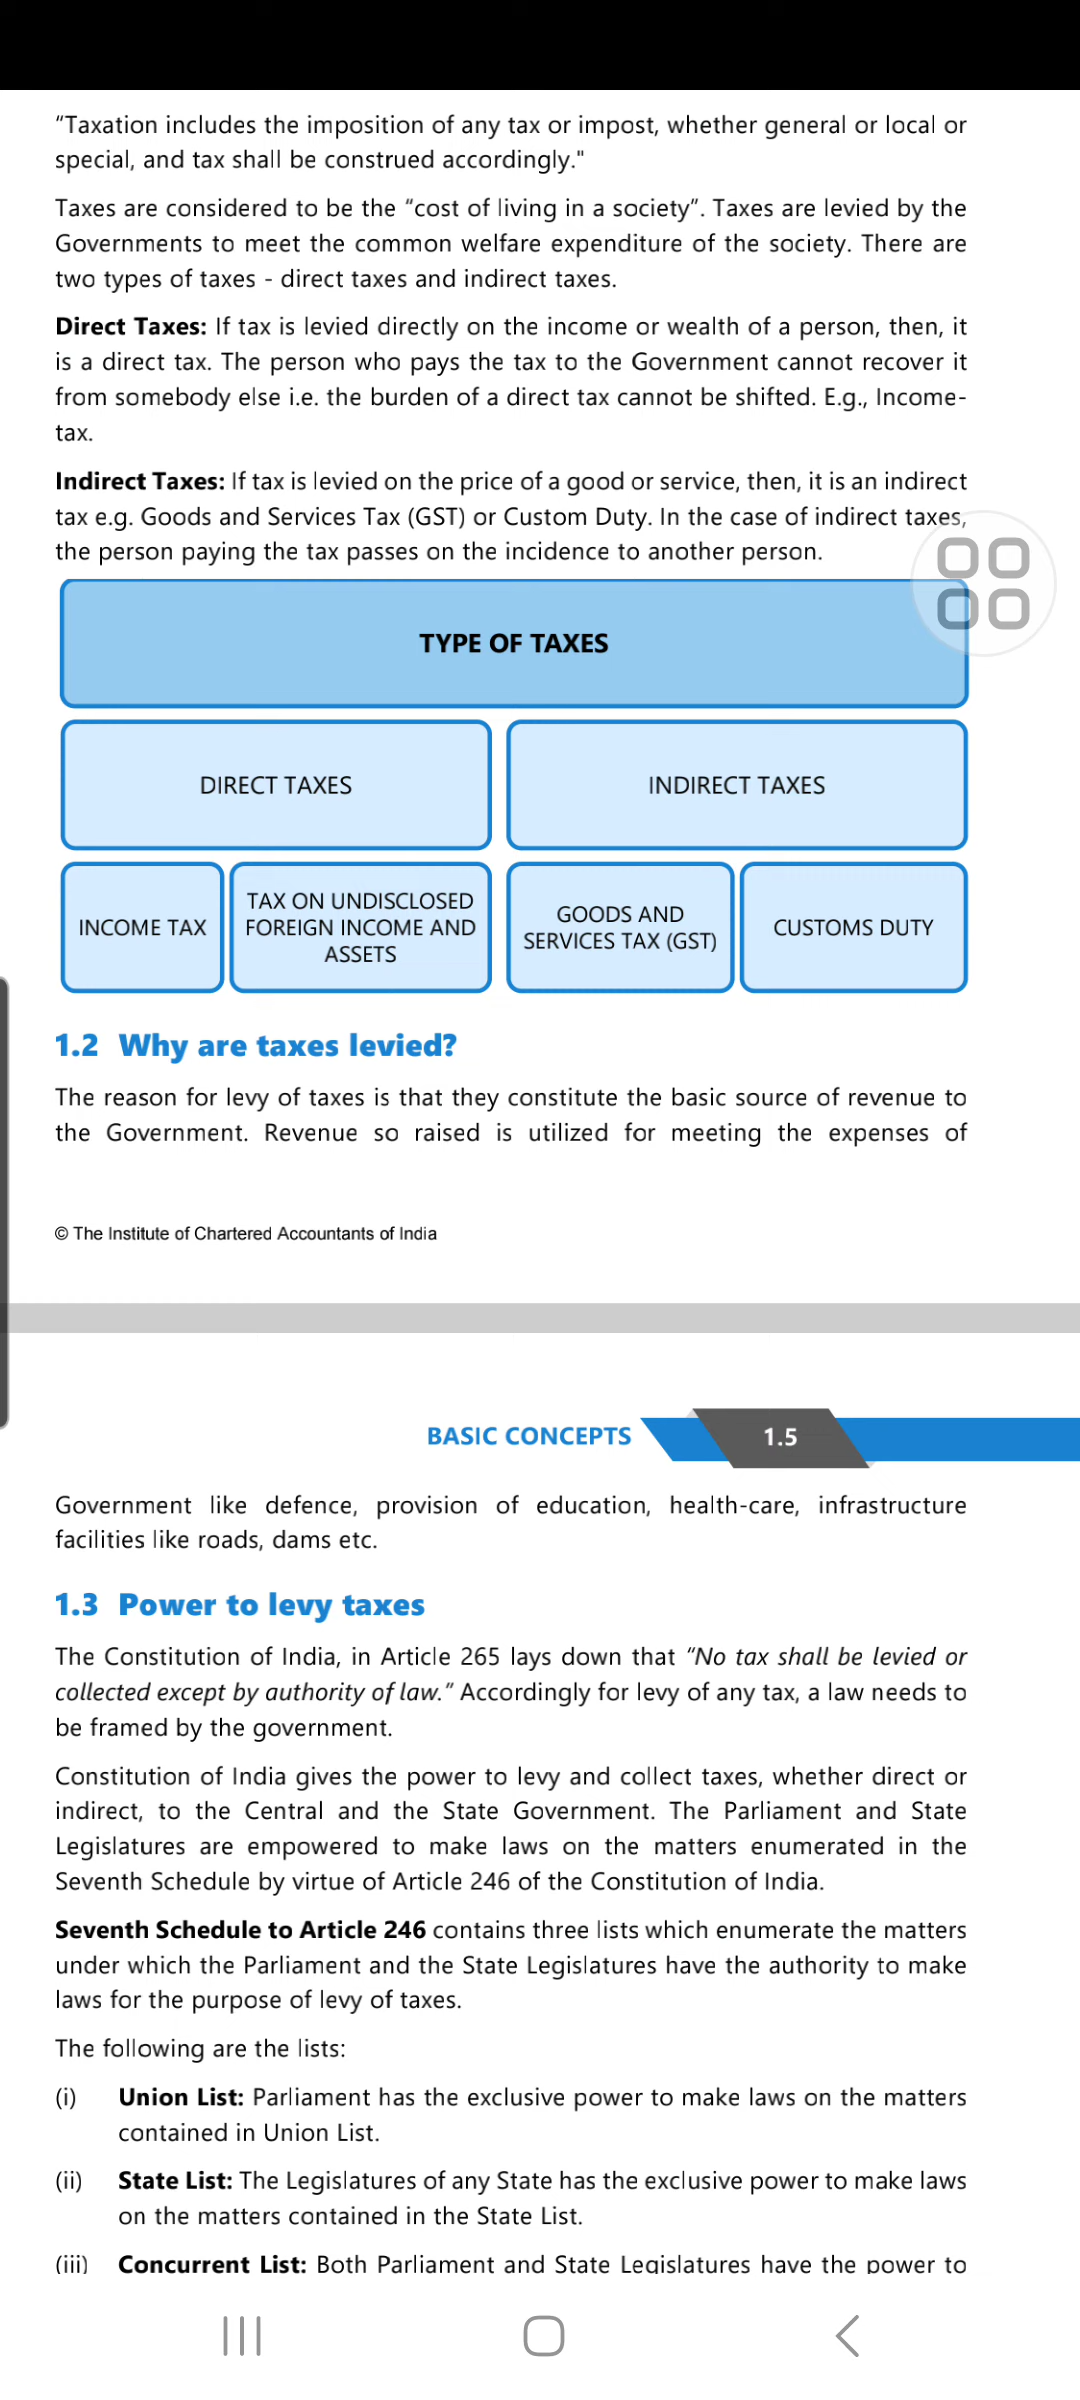 “Taxation includes the imposition of any tax or impost, whether general or local or
special, and tax shall be construed accordingly."
Taxes are considered to be the “cost of living in a society”. Taxes are levied by the
Governments to meet the common welfare expenditure of the society. There are
two types of taxes - direct taxes and indirect taxes.
Direct Taxes: If tax is levied directly on the income or wealth of a person, then, it
is a direct tax. The person who pays the tax to the Government cannot recover it
from somebody else i.e. the burden of a direct tax cannot be shifted. E.g., Income-
tax.
Indirect Taxes: If tax is levied on the price of a good or service, then, it is an indirect
tax e.g. Goods and Services Tax (GST) or Custom Duty. In the case of indirect taxes,
the person paying the tax passes on the incidence to another person.
TYPE OF TAXES
DIRECT TAXES
INDIRECT TAXES
INCOME TAX
TAX ON UNDISCLOSED
FOREIGN INCOME AND
ASSETS
GOODS AND
SERVICES TAX (GST)
CUSTOMS DUTY
1.2 Why are taxes levied?
The reason for levy of taxes is that they constitute the basic source of revenue to
the Government. Revenue so raised is utilized for meeting the expenses of
© The Institute of Chartered Accountants of India
BASIC CONCEPTS 1.5
Government like defence, provision of education, health-care, infrastructure
facilities like roads, dams etc.
1.3 Power to levy taxes
The Constitution of India, in Article 265 lays down that “No tax shall be levied or
collected except by authority of law.” Accordingly for levy of any tax, a law needs to
be framed by the government.
Constitution of India gives the power to levy and collect taxes, whether direct or
indirect, to the Central and the State Government. The Parliament and State
Legislatures are empowered to make laws on the matters enumerated in the
Seventh Schedule by virtue of Article 246 of the Constitution of India.
Seventh Schedule to Article 246 contains three lists which enumerate the matters
under which the Parliament and the State Legislatures have the authority to make
laws for the purpose of levy of taxes.
The following are the lists:
(i) Union List: Parliament has the exclusive power to make laws on the matters
contained in Union List.
(ii) State List: The Legislatures of any State has the exclusive power to make laws
on the matters contained in the State List.
(iii) Concurrent List: Both Parliament and State Legislatures have the power to